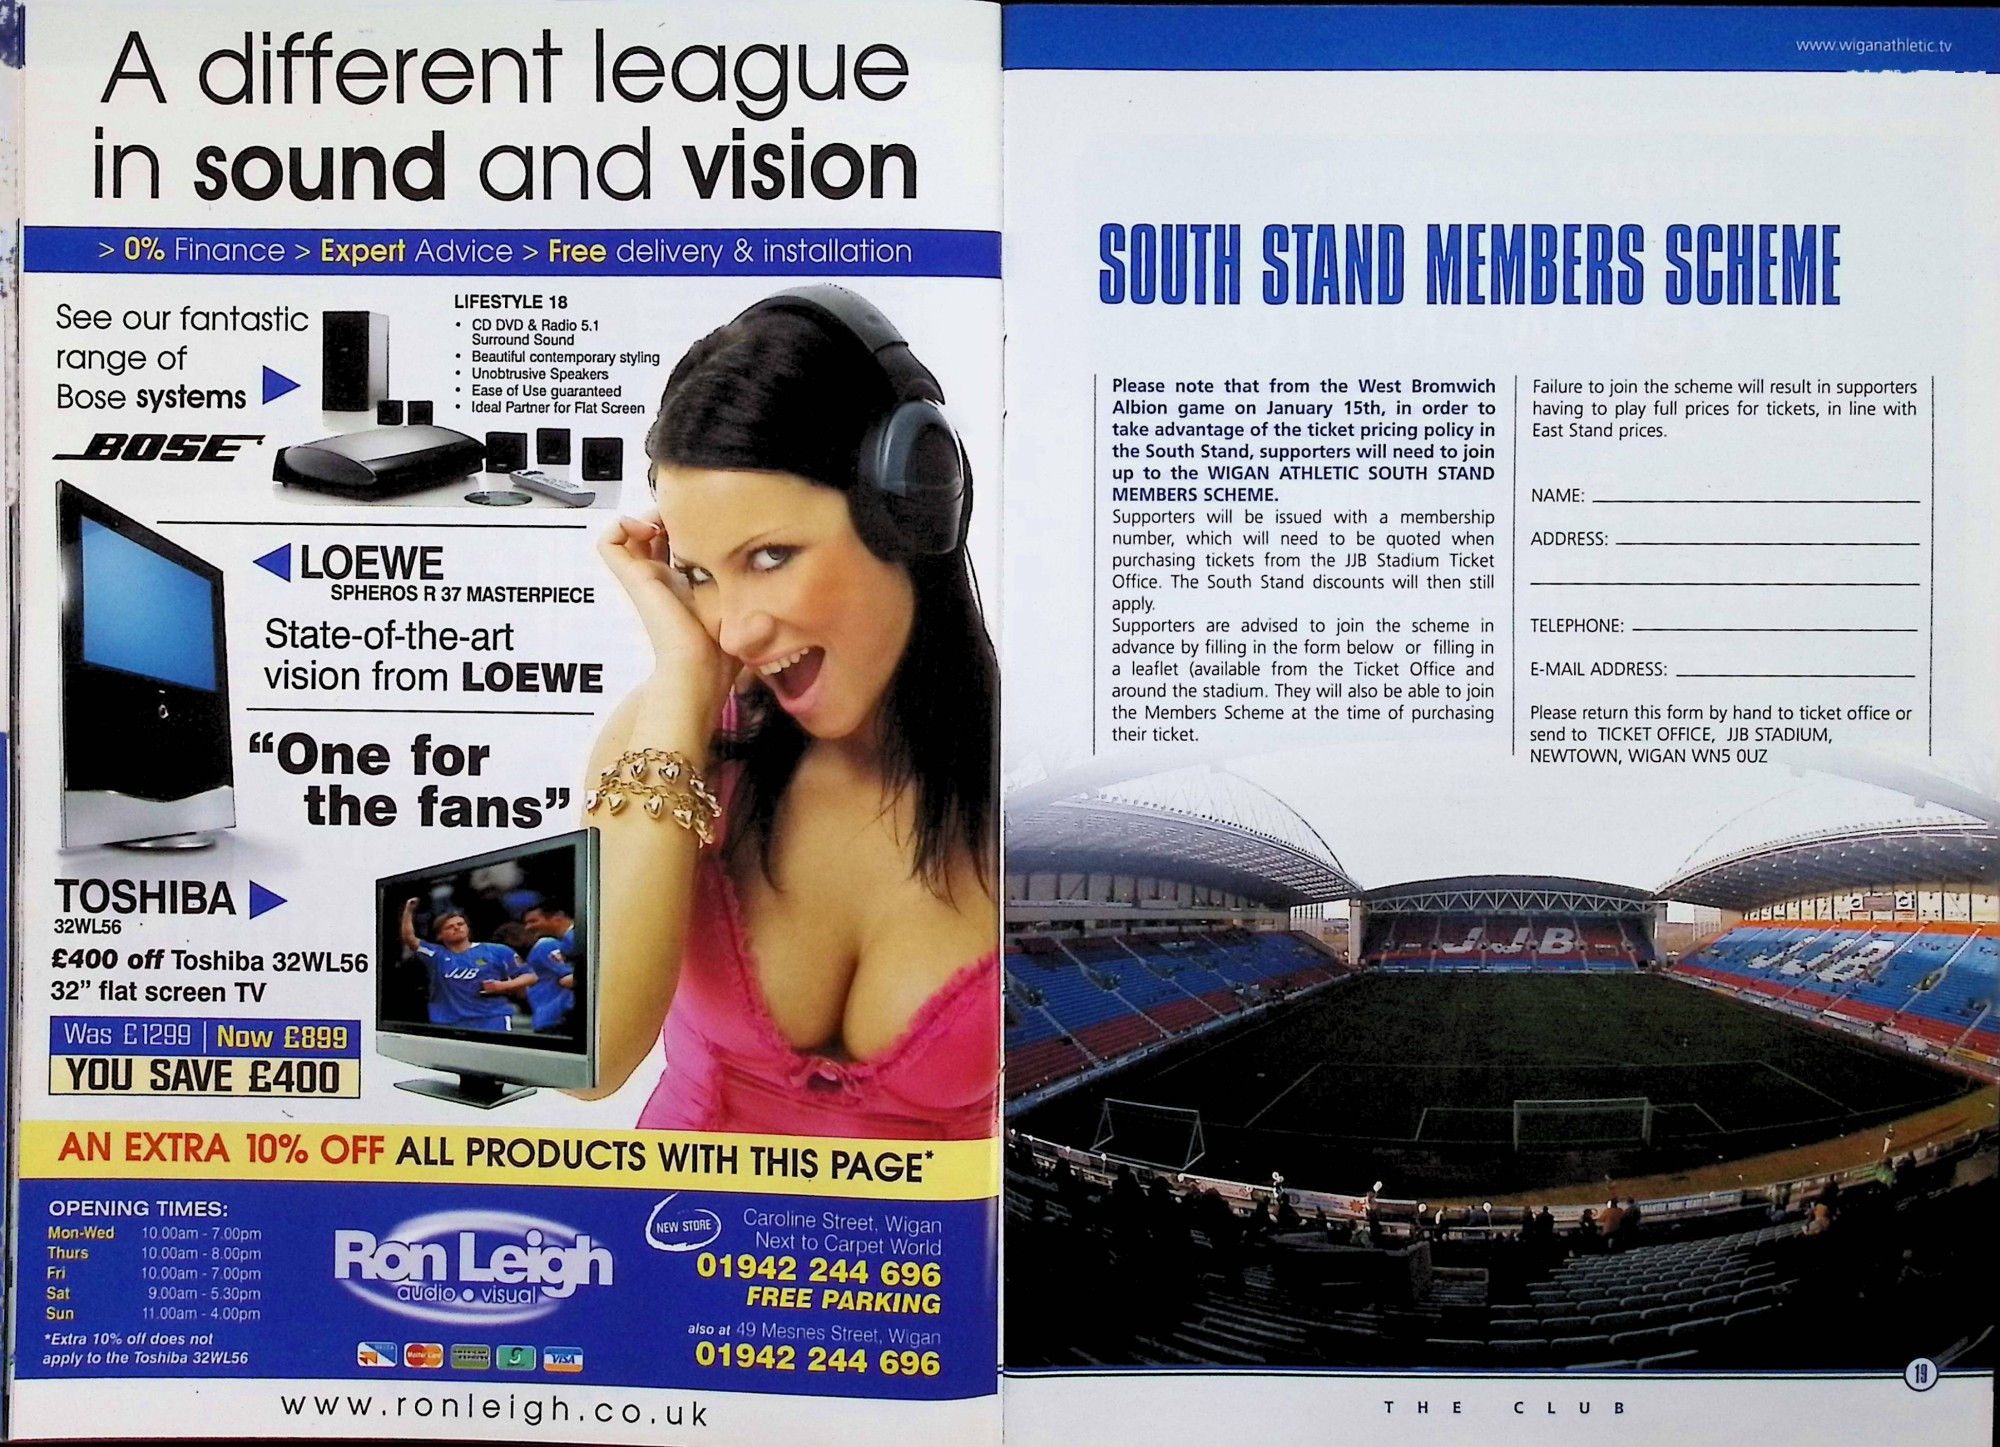 A different league
in sound and vision
> 0% Finance > Expert Advice > Free delivery & installation
See our fantastic
range of
Bose systems
BOSE
LIFESTYLE 18
• CD DVD & Radio 5.1
Surround Sound
• Beautiful contemporary styling
• Unobtrusive Speakers
• Ease of Use guaranteed
• Ideal Partner for Flat Screen
LOEWE
SPHEROS R 37 MASTERPIECE
State-of-the-art
vision from LOEWE
“One for
the fans”
TOSHIBA
32WL56
£400 off Toshiba 32WL56
32” flat screen TV
Was £1299 | Now £899
YOU SAVE £400
JJB
AN EXTRA 10% OFF ALL PRODUCTS WITH THIS PAGE*
OPENING TIMES:
Mon-Wed 10.00am - 7.00pm
Thurs 10.00am - 8.00pm
Fri 10.00am - 7.00pm
Sat 9.00am - 5.30pm
Sun 11.00am - 4.00pm
*Extra 10% off does not
apply to the Toshiba 32WL56
Ron Leigh
audio • visual
DELTA
MasterCard
VISA
NEW STORE
Caroline Street, Wigan
Next to Carpet World
01942 244 696
FREE PARKING
also at 49 Mesnes Street, Wigan
01942 244 696
www.ronleigh.co.uk
www.wiganathletic.tv
SOUTH STAND MEMBERS SCHEME
Please note that from the West Bromwich
Albion game on January 15th, in order to
take advantage of the ticket pricing policy in
the South Stand, supporters will need to join
up to the WIGAN ATHLETIC SOUTH STAND
MEMBERS SCHEME.
Supporters will be issued with a membership
number, which will need to be quoted when
purchasing tickets from the JJB Stadium Ticket
Office. The South Stand discounts will then still
apply.
Supporters are advised to join the scheme in
advance by filling in the form below or filling in
a leaflet (available from the Ticket Office and
around the stadium. They will also be able to join
the Members Scheme at the time of purchasing
their ticket.
Failure to join the scheme will result in supporters
having to play full prices for tickets, in line with
East Stand prices.
NAME:
ADDRESS:
TELEPHONE:
E-MAIL ADDRESS:
Please return this form by hand to ticket office or
send to TICKET OFFICE, JJB STADIUM,
NEWTOWN, WIGAN WN5 0UZ
J.J.B.
JJB
19
THE CLUB